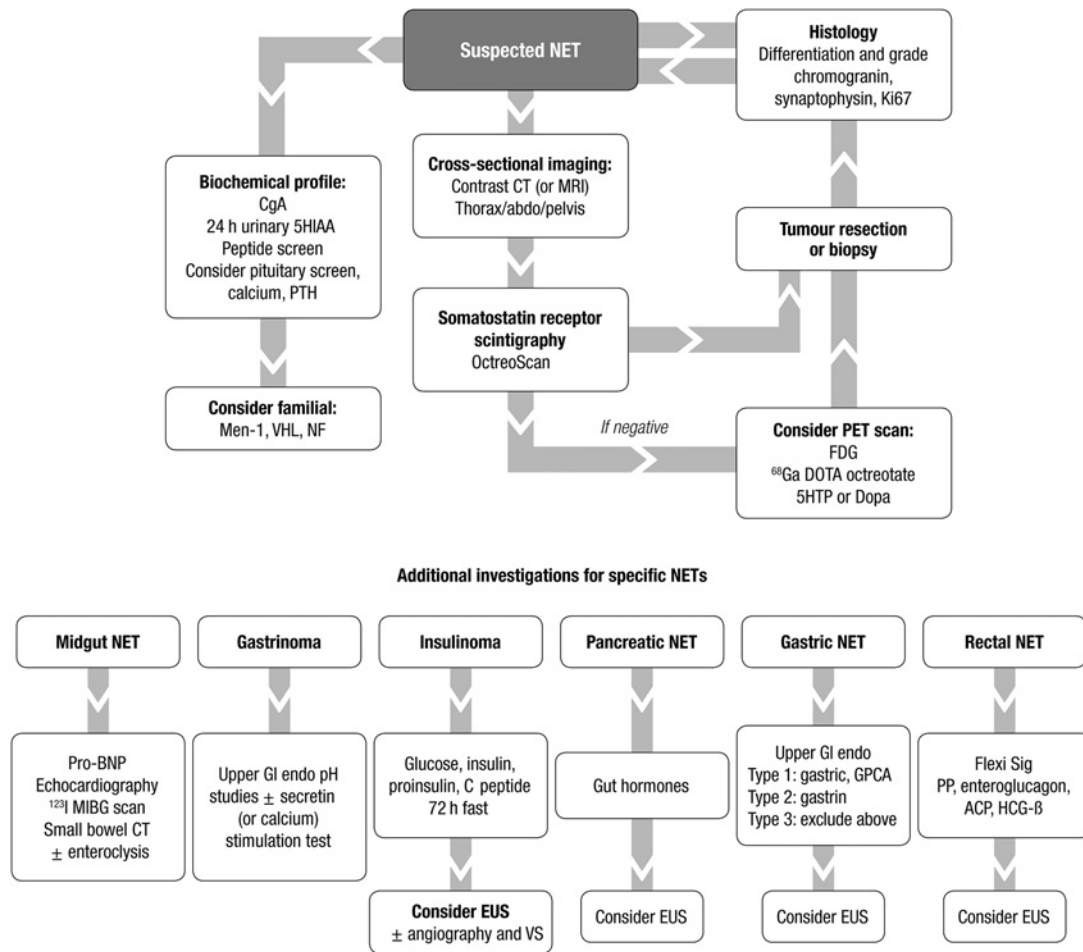 Suspected NET
Histology
Differentiation and grade
chromogranin,
synaptophysin, Ki67
Biochemical profile:
CgA
24 h urinary 5HIAA
Peptide screen
Consider pituitary screen,
calcium, PTH
Cross-sectional imaging:
Contrast CT (or MRI)
Thorax/abdo/pelvis
Tumour resection
or biopsy
Somatostatin receptor
scintigraphy
OctreoScan
Consider familial:
Men-1, VHL, NF
If negative
Consider PET scan:
FDG
⁶⁸Ga DOTA octreotate
5HTP or Dopa
Additional investigations for specific NETs
Midgut NET
Gastrinoma
Insulinoma
Pancreatic NET
Gastric NET
Rectal NET
Pro-BNP
Echocardiography
¹²³I MIBG scan
Small bowel CT
± enteroclysis
Upper GI endo pH
studies ± secretin
(or calcium)
stimulation test
Glucose, insulin,
proinsulin, C peptide
72 h fast
Gut hormones
Upper GI endo
Type 1: gastric, GPCA
Type 2: gastrin
Type 3: exclude above
Flexi Sig
PP, enteroglucagon,
ACP, HCG-ß
Consider EUS
± angiography and VS
Consider EUS
Consider EUS
Consider EUS